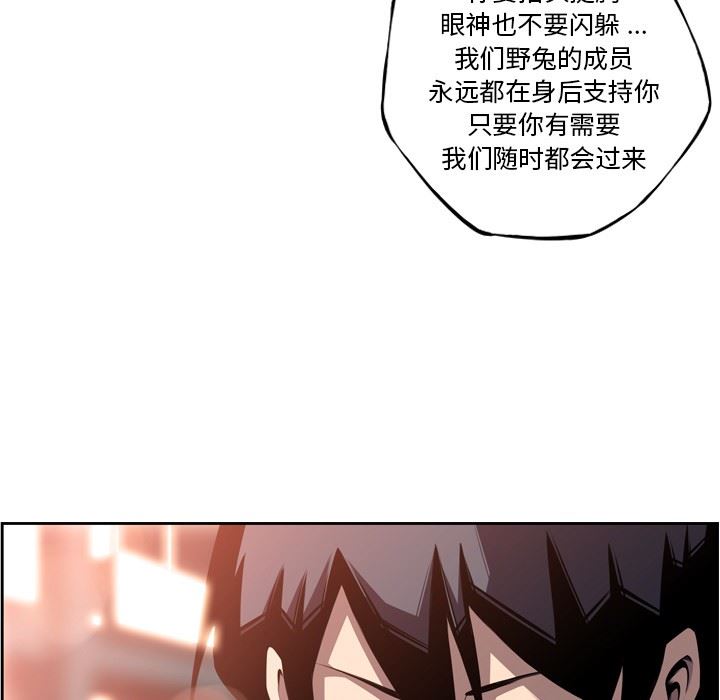 眼神也不要闪躲 ...
我们野兔的成员
永远都在身后支持你
只要你有需要
我们随时都会过来